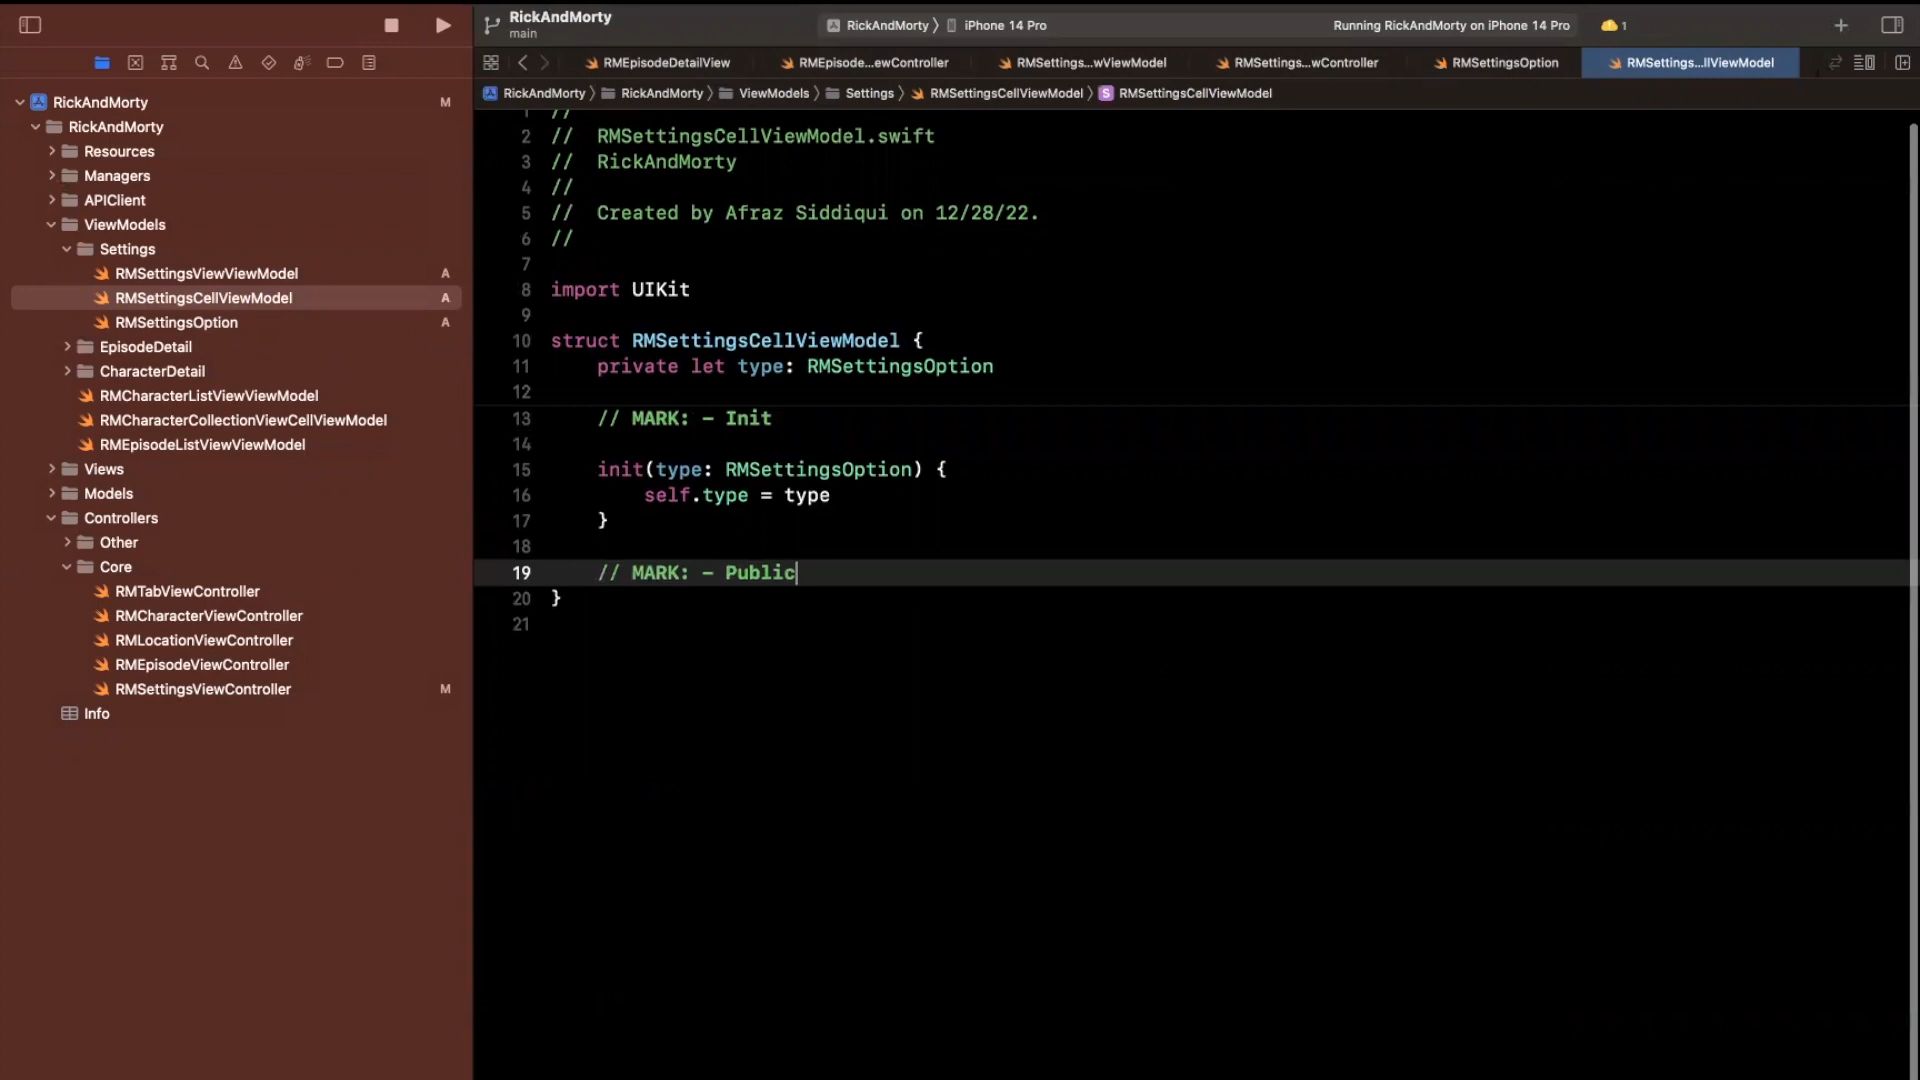 RickAndMorty
main
RickAndMorty
iPhone 14 Pro
Running RickAndMorty on iPhone 14 Pro
1
RMEpisodeDetailView
RMEpisode...ewController
RMSettings...wViewModel
RMSettings...wController
RMSettingsOption
RMSettings...llViewModel
RickAndMorty
RickAndMorty
ViewModels
Settings
RMSettingsCellViewModel
S RMSettingsCellViewModel
RickAndMorty M
RickAndMorty
Resources
Managers
APIClient
ViewModels
Settings
RMSettingsViewViewModel A
RMSettingsCellViewModel A
RMSettingsOption A
EpisodeDetail
CharacterDetail
RMCharacterListViewViewModel
RMCharacterCollectionViewCellViewModel
RMEpisodeListViewViewModel
Views
Models
Controllers
Other
Core
RMTabViewController
RMCharacterViewController
RMLocationViewController
RMEpisodeViewController
RMSettingsViewController M
Info
1 //
2 // RMSettingsCellViewModel.swift
3 // RickAndMorty
4 //
5 // Created by Afraz Siddiqui on 12/28/22.
6 //
7
8 import UIKit
9
10 struct RMSettingsCellViewModel {
11 private let type: RMSettingsOption
12
13 // MARK: - Init
14
15 init(type: RMSettingsOption) {
16 self.type = type
17 }
18
19 // MARK: - Public
20 }
21